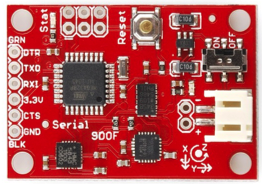 Stat
Reset
ON
OFF
GRN
DTR
TXO
RXI
3.3V
CTS
GND
BLK
Serial
9DOF
+
X
Y
Z